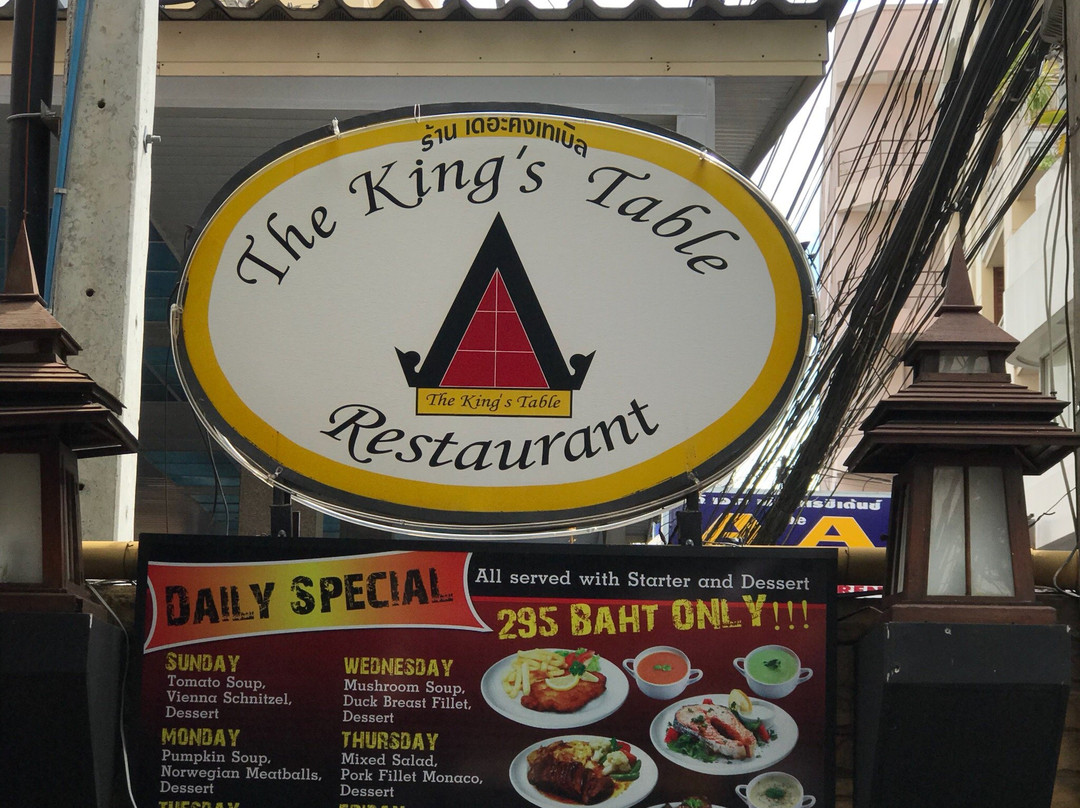 ร้าน เดอะคิงเทเบิล
The King's Table
The King's Table
Restaurant
DAILY SPECIAL
All served with Starter and Dessert
295 BAHT ONLY!!!
SUNDAY
Tomato Soup,
Vienna Schnitzel,
Dessert
MONDAY
Pumpkin Soup,
Norwegian Meatballs,
Dessert
TUESDAY
WEDNESDAY
Mushroom Soup,
Duck Breast Fillet,
Dessert
THURSDAY
Mixed Salad,
Pork Fillet Monaco,
Dessert
FRIDAY
A